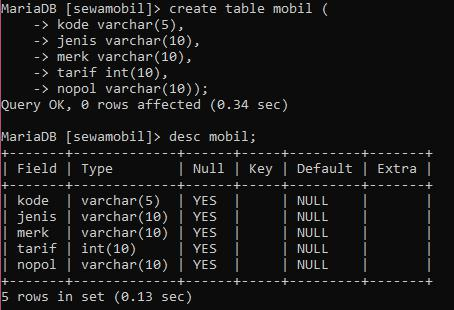 MariaDB [sewamobil]> create table mobil (
    -> kode varchar(5),
    -> jenis varchar(10),
    -> merk varchar(10),
    -> tarif int(10),
    -> nopol varchar(10));
Query OK, 0 rows affected (0.34 sec)

MariaDB [sewamobil]> desc mobil;
+-------+-------------+------+-----+---------+-------+
| Field | Type        | Null | Key | Default | Extra |
+-------+-------------+------+-----+---------+-------+
| kode  | varchar(5)  | YES  |     | NULL    |       |
| jenis | varchar(10) | YES  |     | NULL    |       |
| merk  | varchar(10) | YES  |     | NULL    |       |
| tarif | int(10)     | YES  |     | NULL    |       |
| nopol | varchar(10) | YES  |     | NULL    |       |
+-------+-------------+------+-----+---------+-------+
5 rows in set (0.13 sec)